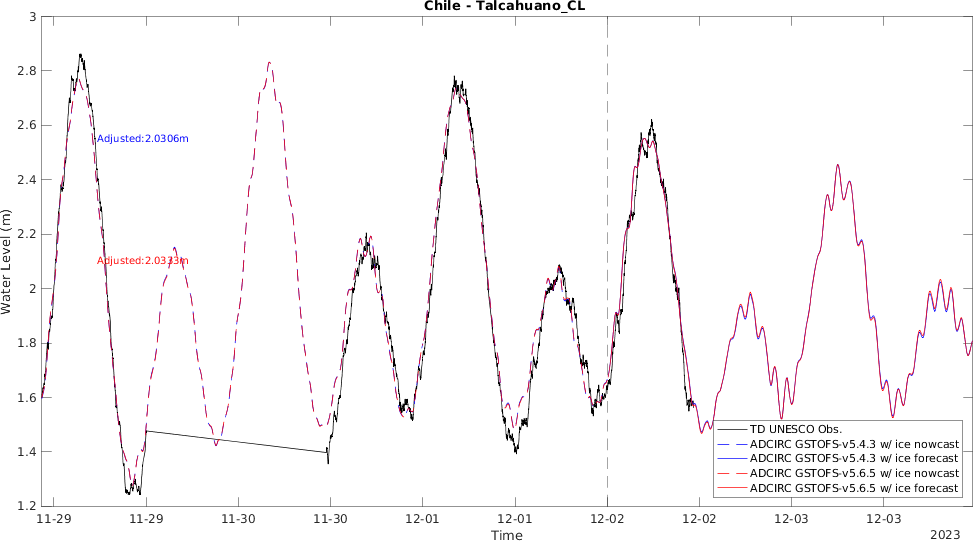 Chile - Talcahuano_CL
3
2.8
2.6
2.4
2.2
2
1.8
1.6
1.4
1.2
Water Level (m)
Adjusted:2.0306m
Adjusted:2.0333m
TD UNESCO Obs.
ADCIRC GSTOFS-v5.4.3 w/ ice nowcast
ADCIRC GSTOFS-v5.4.3 w/ ice forecast
ADCIRC GSTOFS-v5.6.5 w/ ice nowcast
ADCIRC GSTOFS-v5.6.5 w/ ice forecast
11-29 11-29 11-30 11-30 12-01 12-01 12-02 12-02 12-03 12-03
Time
2023